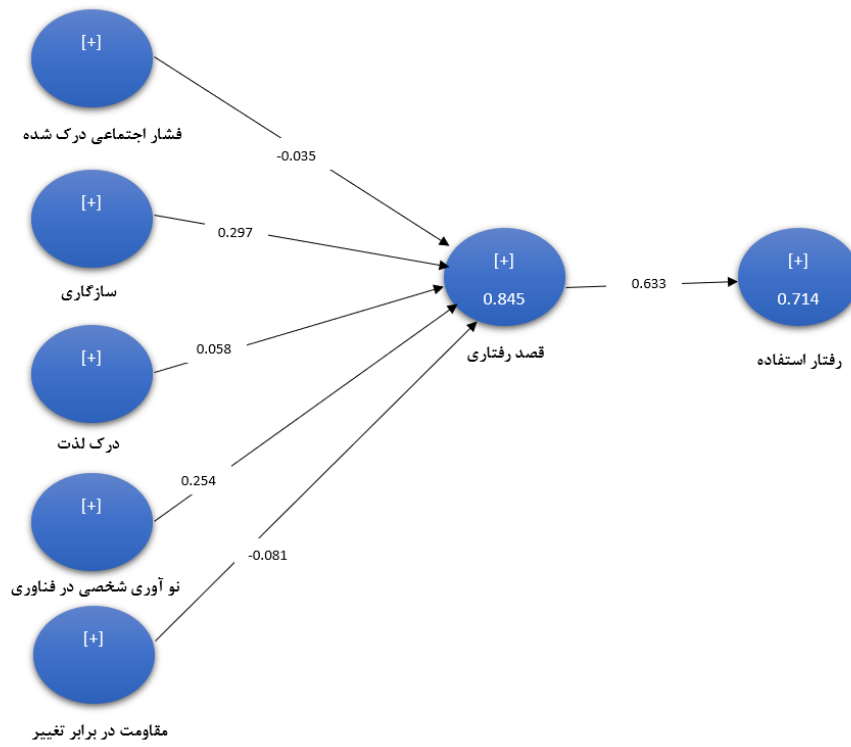 [+]
فشار اجتماعی درک شده
-0.035
[+]
سازگاری
0.297
[+]
درک لذت
0.058
[+]
نو آوری شخصی در فناوری
0.254
[+]
مقاومت در برابر تغییر
-0.081
[+]
0.845
قصد رفتاری
0.633
[+]
0.714
رفتار استفاده